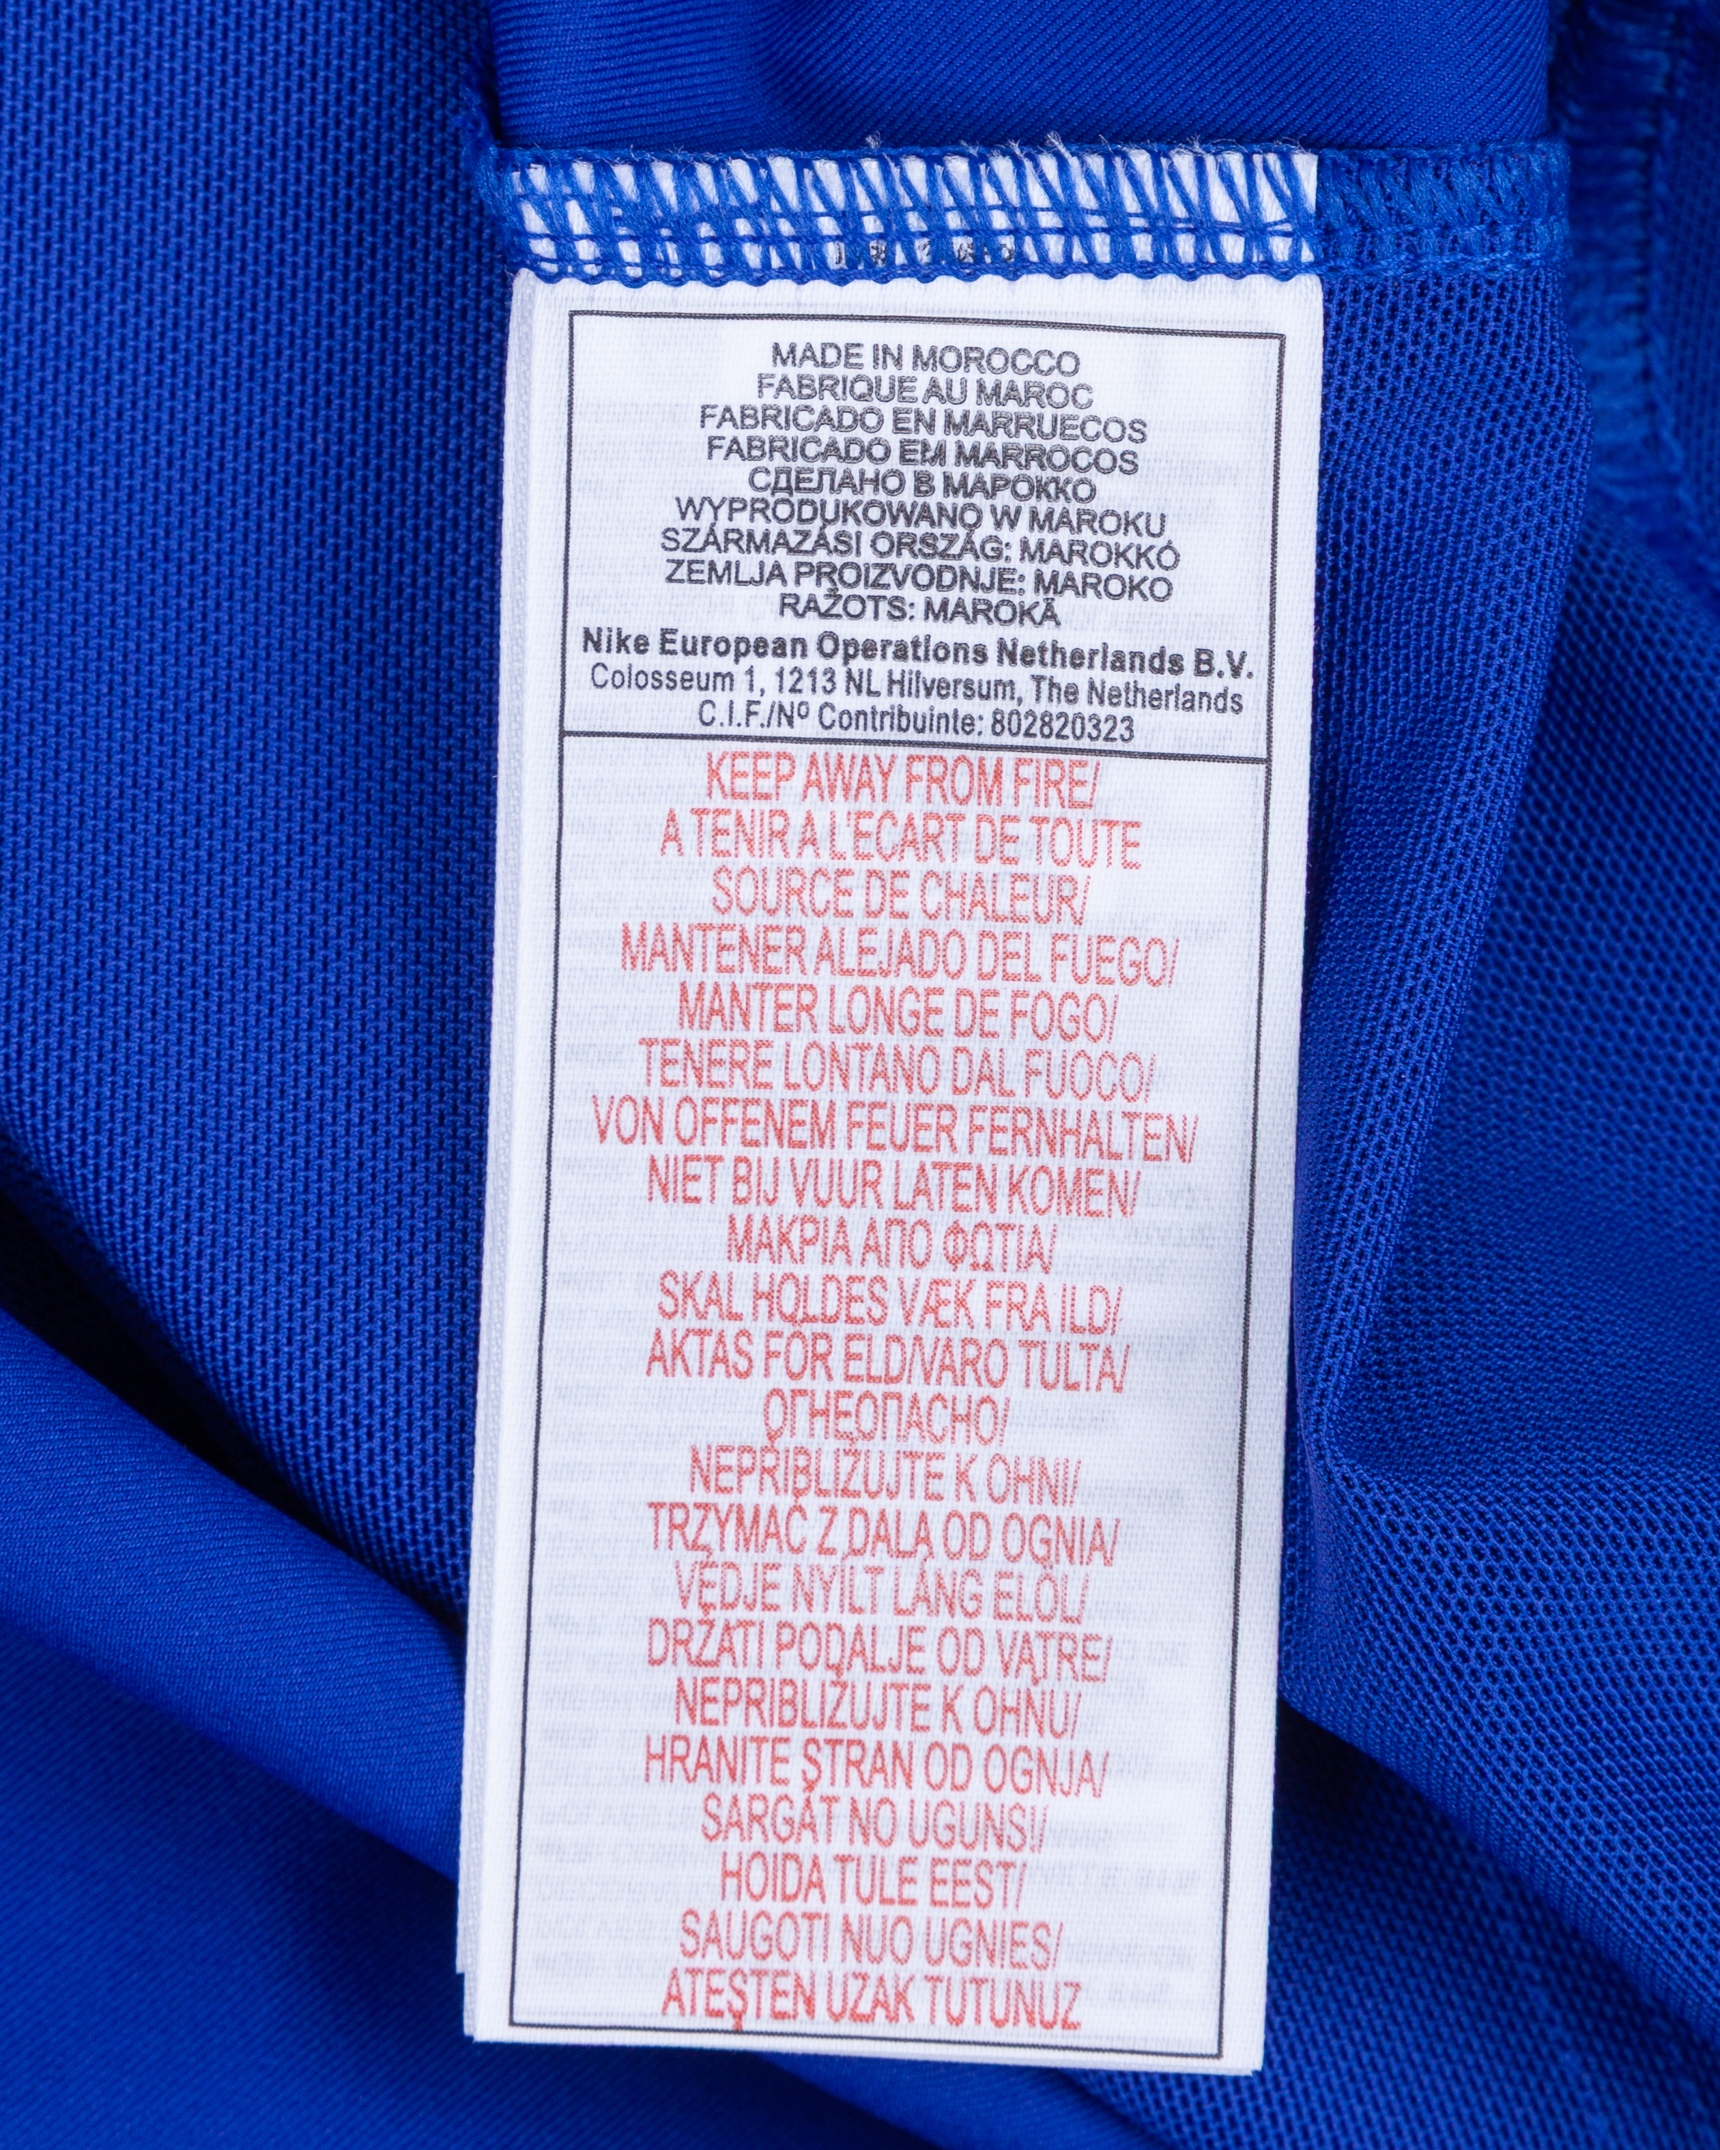 MADE IN MOROCCO
FABRIQUE AU MAROC
FABRICADO EN MARRUECOS
FABRICADO EM MARROCOS
СДЕЛАНО В МАРОККО
WYPRODUKOWANO W MAROKU
SZÁRMAZÁSI ORSZÁG: MAROKKÓ
ZEMLJA PROIZVODNJE: MAROKO
RAŽOTS: MAROKĀ
Nike European Operations Netherlands B.V.
Colosseum 1, 1213 NL Hilversum, The Netherlands
C.I.F./Nº Contribuinte: 802820323
KEEP AWAY FROM FIRE/
A TENIR A L'ECART DE TOUTE
SOURCE DE CHALEUR/
MANTENER ALEJADO DEL FUEGO/
MANTER LONGE DE FOGO/
TENERE LONTANO DAL FUOCO/
VON OFFENEM FEUER FERNHALTEN/
NIET BIJ VUUR LATEN KOMEN/
ΜΑΚΡΙΑ ΑΠΟ ΦΩΤΙΑ/
SKAL HOLDES VÆK FRA ILD/
AKTAS FÖR ELD/VARO TULTA/
ОГНЕОПАСНО/
NEPŘIBLIŽUJTE K OHNI/
TRZYMAĆ Z DALA OD OGNIA/
VÉDJE NYÍLT LÁNG ELÖL/
DRŽATI PODALJE OD VATRE/
NEPRIBLIŽUJTE K OHŇU/
HRANITE STRAN OD OGNJA/
SARGĀT NO UGUNS!/
HOIDA TULE EEST/
SAUGOTI NUO UGNIES/
ATEŞTEN UZAK TUTUNUZ